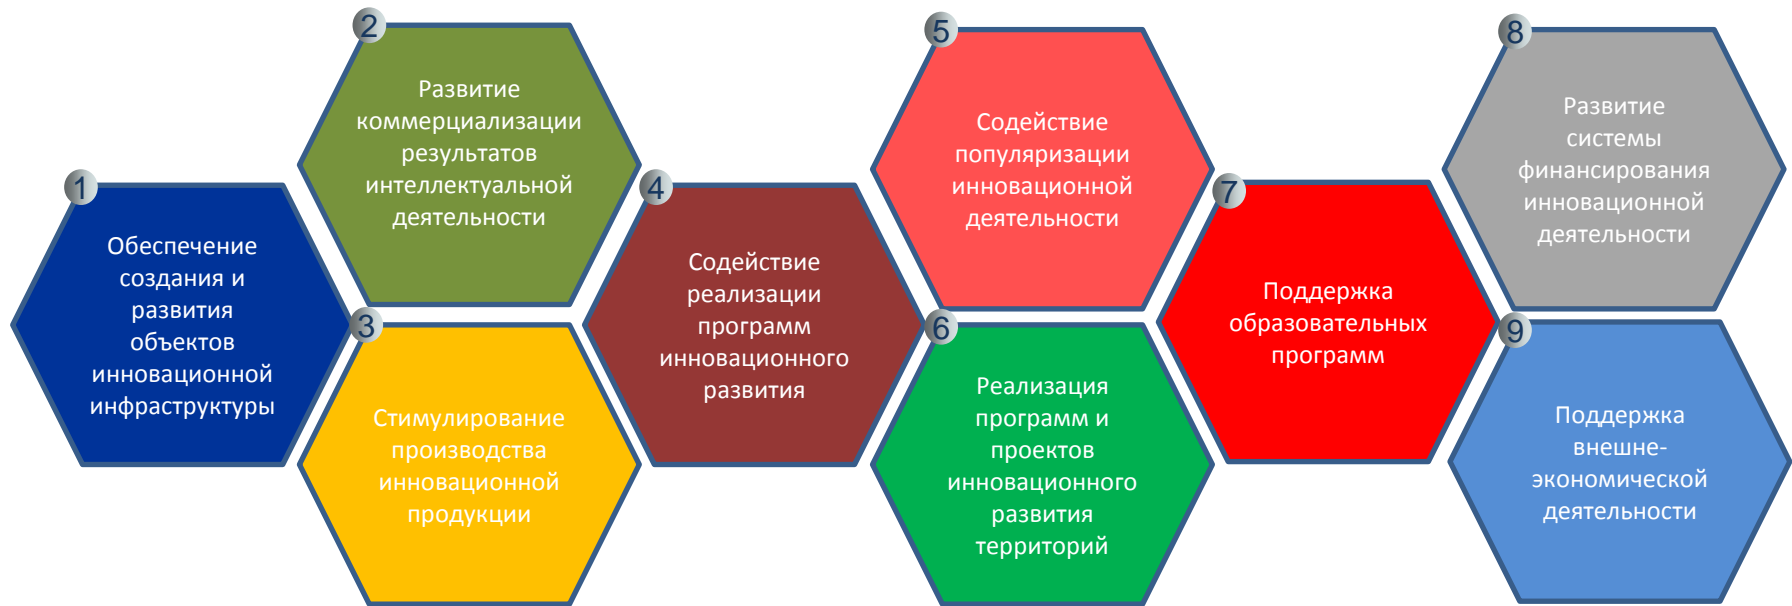 1
Обеспечение
создания и
развития
объектов
инновационной
инфраструктуры
2
Развитие
коммерциализации
результатов
интеллектуальной
деятельности
3
Стимулирование
производства
инновационной
продукции
4
Содействие
реализации
программ
инновационного
развития
5
Содействие
популяризации
инновационной
деятельности
6
Реализация
программ и
проектов
инновационного
развития
территорий
7
Поддержка
образовательных
программ
8
Развитие
системы
финансирования
инновационной
деятельности
9
Поддержка
внешне-
экономической
деятельности